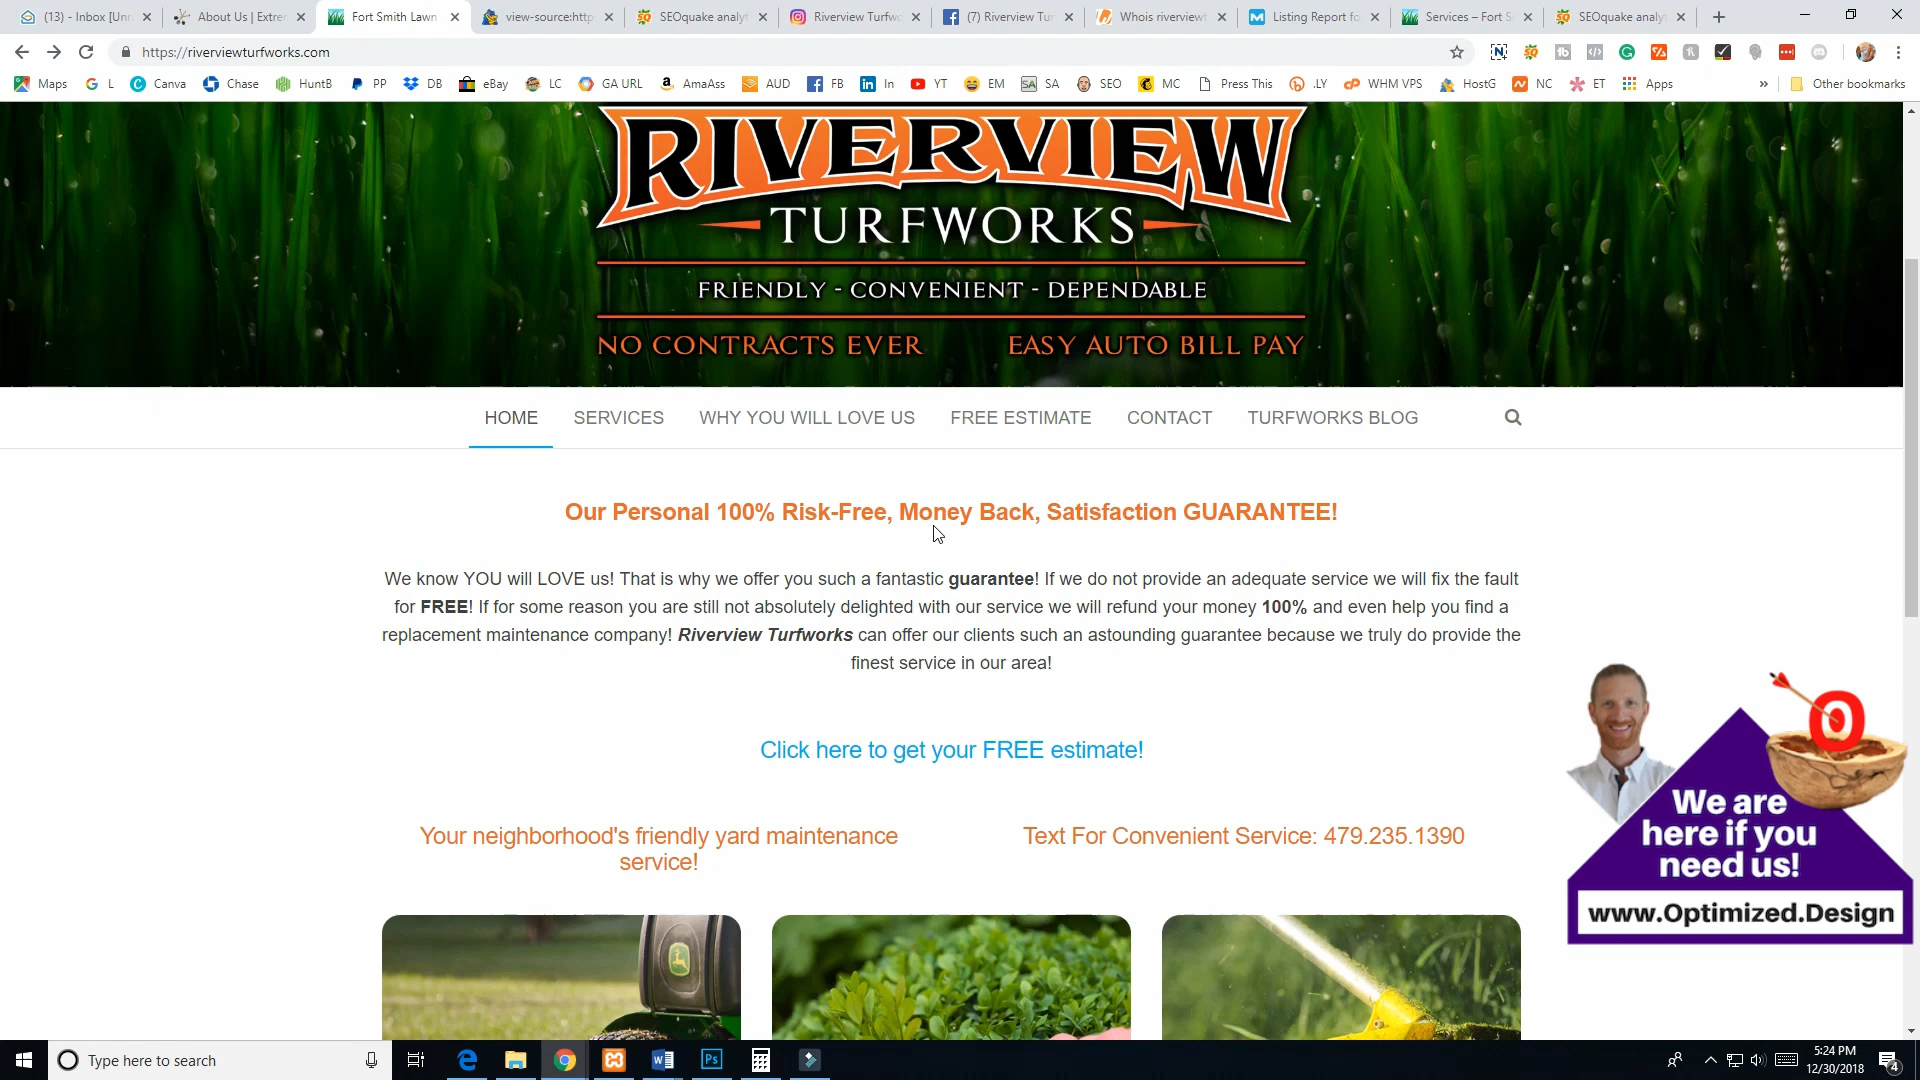 (13) - Inbox [Unr
About Us | Extrem
Fort Smith Lawn
view-source:http
SEOquake analyt
Riverview Turfwo
(7) Riverview Tur
Whois riverviewt
Listing Report fo
Services – Fort S
SEOquake analyt
https://riverviewturfworks.com
Maps
L
Canva
Chase
HuntB
PP
DB
eBay
LC
GA URL
AmaAss
AUD
FB
In
YT
EM
SA
SEO
MC
Press This
.LY
WHM VPS
HostG
NC
ET
Apps
»
Other bookmarks
RIVERVIEW
TURFWORKS
FRIENDLY - CONVENIENT - DEPENDABLE
NO CONTRACTS EVER EASY AUTO BILL PAY
HOME SERVICES WHY YOU WILL LOVE US FREE ESTIMATE CONTACT TURFWORKS BLOG
Our Personal 100% Risk-Free, Money Back, Satisfaction GUARANTEE!
We know YOU will LOVE us! That is why we offer you such a fantastic guarantee! If we do not provide an adequate service we will fix the fault
for FREE! If for some reason you are still not absolutely delighted with our service we will refund your money 100% and even help you find a
replacement maintenance company! Riverview Turfworks can offer our clients such an astounding guarantee because we truly do provide the
finest service in our area!
Click here to get your FREE estimate!
Your neighborhood's friendly yard maintenance
service!
Text For Convenient Service: 479.235.1390
We are
here if you
need us!
www.Optimized.Design
Type here to search
5:24 PM
12/30/2018
4